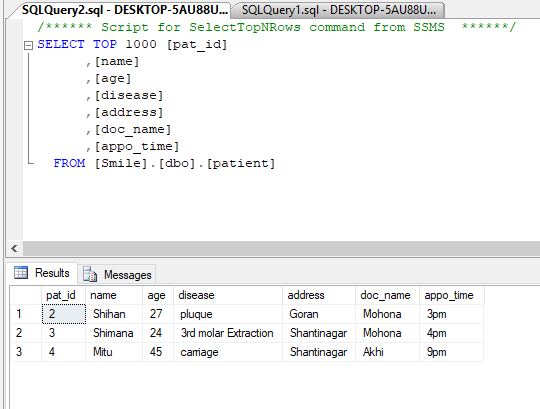 SQLQuery2.sql - DESKTOP-5AU88U... SQLQuery1.sql - DESKTOP-5AU88U...
/****** Script for SelectTopNRows command from SSMS ******/
SELECT TOP 1000 [pat_id]
,[name]
,[age]
,[disease]
,[address]
,[doc_name]
,[appo_time]
FROM [Smile].[dbo].[patient]
Results Messages
pat_id name age disease address doc_name appo_time
1 2 Shihan 27 pluque Goran Mohona 3pm
2 3 Shimana 24 3rd molar Extraction Shantinagar Mohona 4pm
3 4 Mitu 45 carriage Shantinagar Akhi 9pm